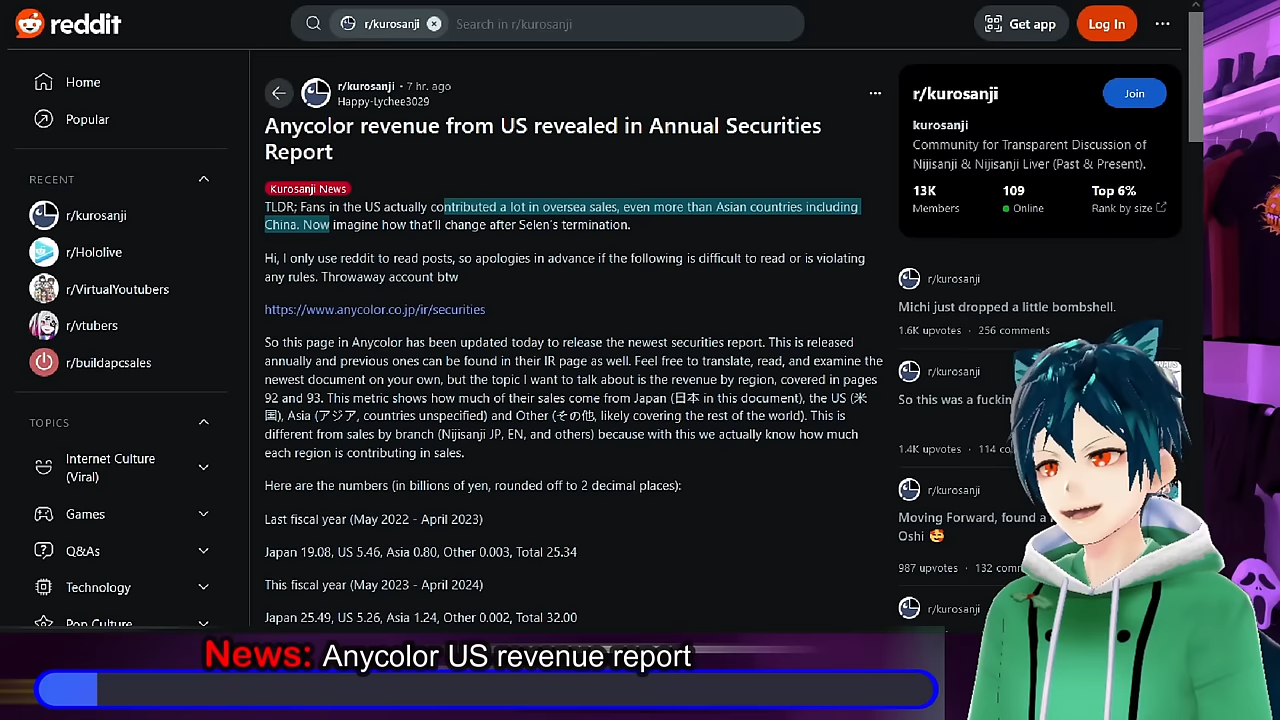 reddit
r/kurosanji
Search in r/kurosanji
Get app
Log In
Home
Popular
RECENT
r/kurosanji
r/Hololive
r/VirtualYoutubers
r/vtubers
r/buildapcsales
TOPICS
Internet Culture
(Viral)
Games
Q&As
Technology
Pop Culture
r/kurosanji • 7 hr. ago
Happy-Lychee3029
Anycolor revenue from US revealed in Annual Securities
Report
Kurosanji News
TLDR; Fans in the US actually contributed a lot in oversea sales, even more than Asian countries including
China. Now imagine how that'll change after Selen's termination.
Hi, I only use reddit to read posts, so apologies in advance if the following is difficult to read or is violating
any rules. Throwaway account btw
https://www.anycolor.co.jp/ir/securities
So this page in Anycolor has been updated today to release the newest securities report. This is released
annually and previous ones can be found in their IR page as well. Feel free to translate, read, and examine the
newest document on your own, but the topic I want to talk about is the revenue by region, covered in pages
92 and 93. This metric shows how much of their sales come from Japan (日本 in this document), the US (米
国), Asia (アジア, countries unspecified) and Other (その他, likely covering the rest of the world). This is
different from sales by branch (Nijisanji JP, EN, and others) because with this we actually know how much
each region is contributing in sales.
Here are the numbers (in billions of yen, rounded off to 2 decimal places):
Last fiscal year (May 2022 - April 2023)
Japan 19.08, US 5.46, Asia 0.80, Other 0.003, Total 25.34
This fiscal year (May 2023 - April 2024)
Japan 25.49, US 5.26, Asia 1.24, Other 0.002, Total 32.00
r/kurosanji
Join
kurosanji
Community for Transparent Discussion of
Nijisanji & Nijisanji Liver (Past & Present).
13K 109 Top 6%
Members Online Rank by size
r/kurosanji
Michi just dropped a little bombshell.
1.6K upvotes · 256 comments
r/kurosanji
So this was a
1.4K upvotes · 114
r/kurosanji
Moving Forward, found a
Oshi 🥰
987 upvotes · 132
r/kurosanji
News: Anycolor US revenue report